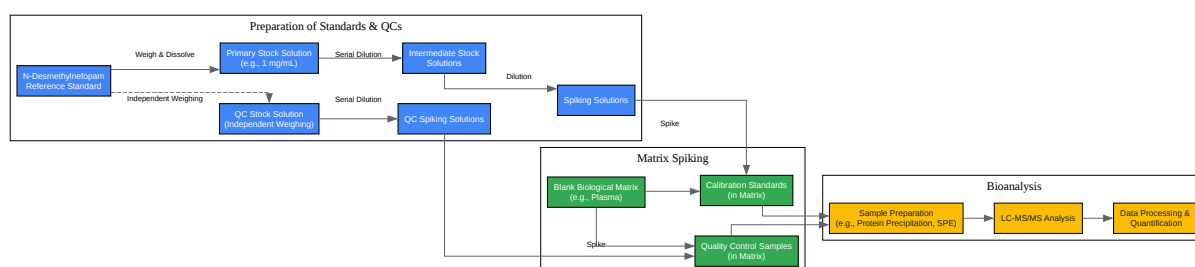 Preparation of Standards & QCs
Weigh & Dissolve
Primary Stock Solution
(e.g., 1 mg/mL)
Serial Dilution
Intermediate Stock
Solutions
N-Desmethylnefopam
Reference Standard
Dilution
Independent Weighing
Spiking Solutions
QC Stock Solution
(Independent Weighing)
Serial Dilution
QC Spiking Solutions
Spike
Matrix Spiking
Blank Biological Matrix
(e.g., Plasma)
Calibration Standards
(in Matrix)
Spike
Quality Control Samples
(in Matrix)
Bioanalysis
Sample Preparation
(e.g., Protein Precipitation, SPE)
LC-MS/MS Analysis
Data Processing &
Quantification